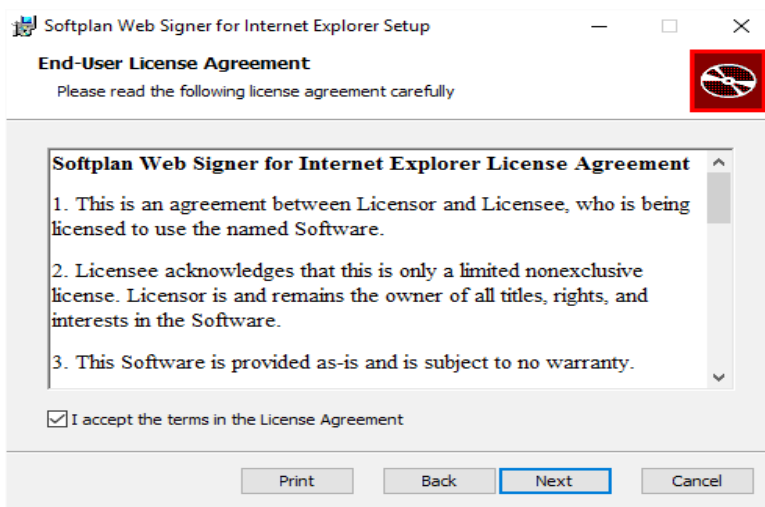 Softplan Web Signer for Internet Explorer Setup
End-User License Agreement
Please read the following license agreement carefully
Softplan Web Signer for Internet Explorer License Agreement
1. This is an agreement between Licensor and Licensee, who is being
licensed to use the named Software.
2. Licensee acknowledges that this is only a limited nonexclusive
license. Licensor is and remains the owner of all titles, rights, and
interests in the Software.
3. This Software is provided as-is and is subject to no warranty.
I accept the terms in the License Agreement
Print Back Next Cancel